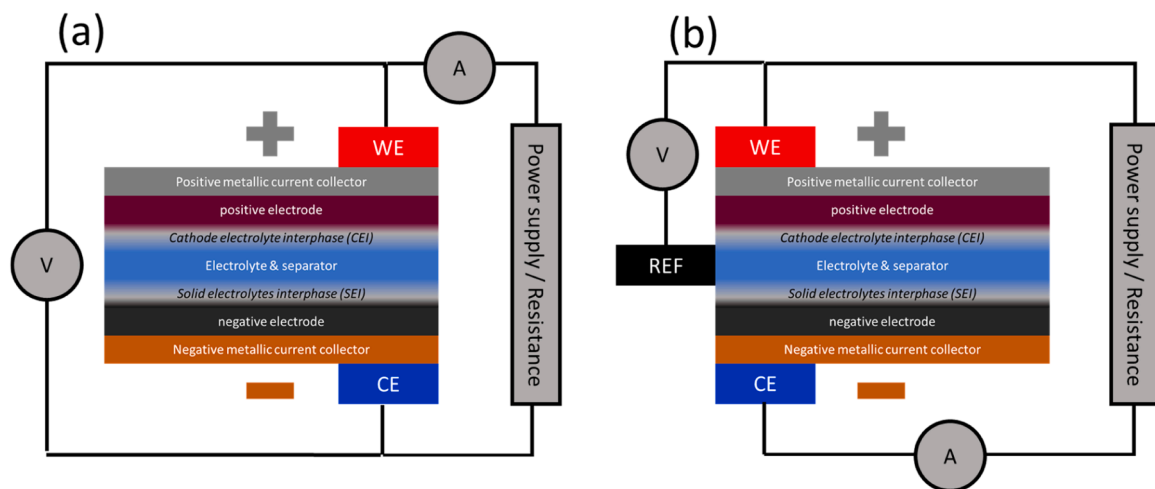 (a)
A
WE
Positive metallic current collector
positive electrode
Cathode electrolyte interphase (CEI)
V
Electrolyte & separator
Solid electrolytes interphase (SEI)
negative electrode
Negative metallic current collector
CE
Power supply / Resistance
(b)
V
WE
Positive metallic current collector
positive electrode
Cathode electrolyte interphase (CEI)
REF
Electrolyte & separator
Solid electrolytes interphase (SEI)
negative electrode
Negative metallic current collector
CE
A
Power supply / Resistance